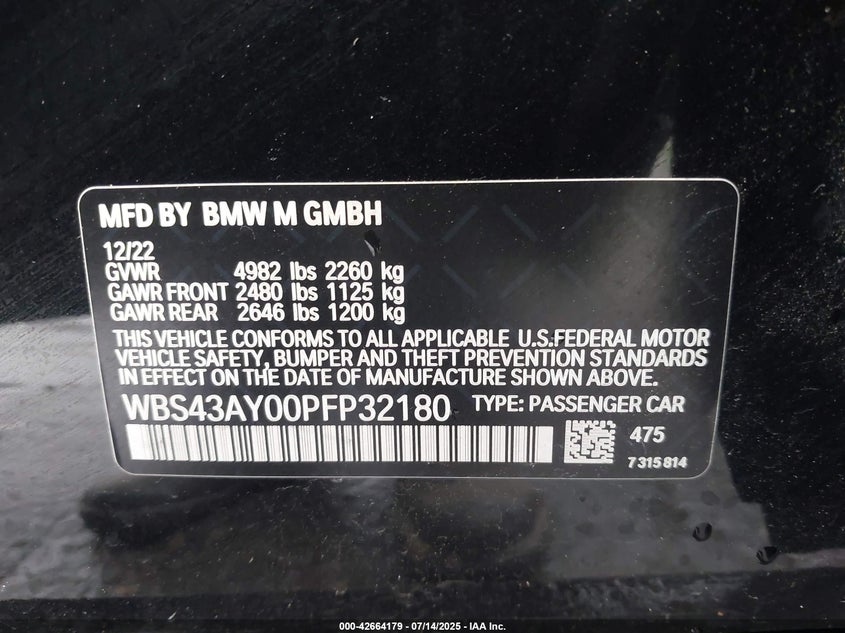 MFD BY BMW M GMBH
12/22
GVWR 4982 lbs 2260 kg
GAWR FRONT 2480 lbs 1125 kg
GAWR REAR 2646 lbs 1200 kg
THIS VEHICLE CONFORMS TO ALL APPLICABLE U.S.FEDERAL MOTOR
VEHICLE SAFETY, BUMPER AND THEFT PREVENTION STANDARDS
IN EFFECT ON THE DATE OF MANUFACTURE SHOWN ABOVE.
WBS43AY00PFP32180 TYPE: PASSENGER CAR
475
7315814
000-42664179 - 07/14/2025 - IAA Inc.